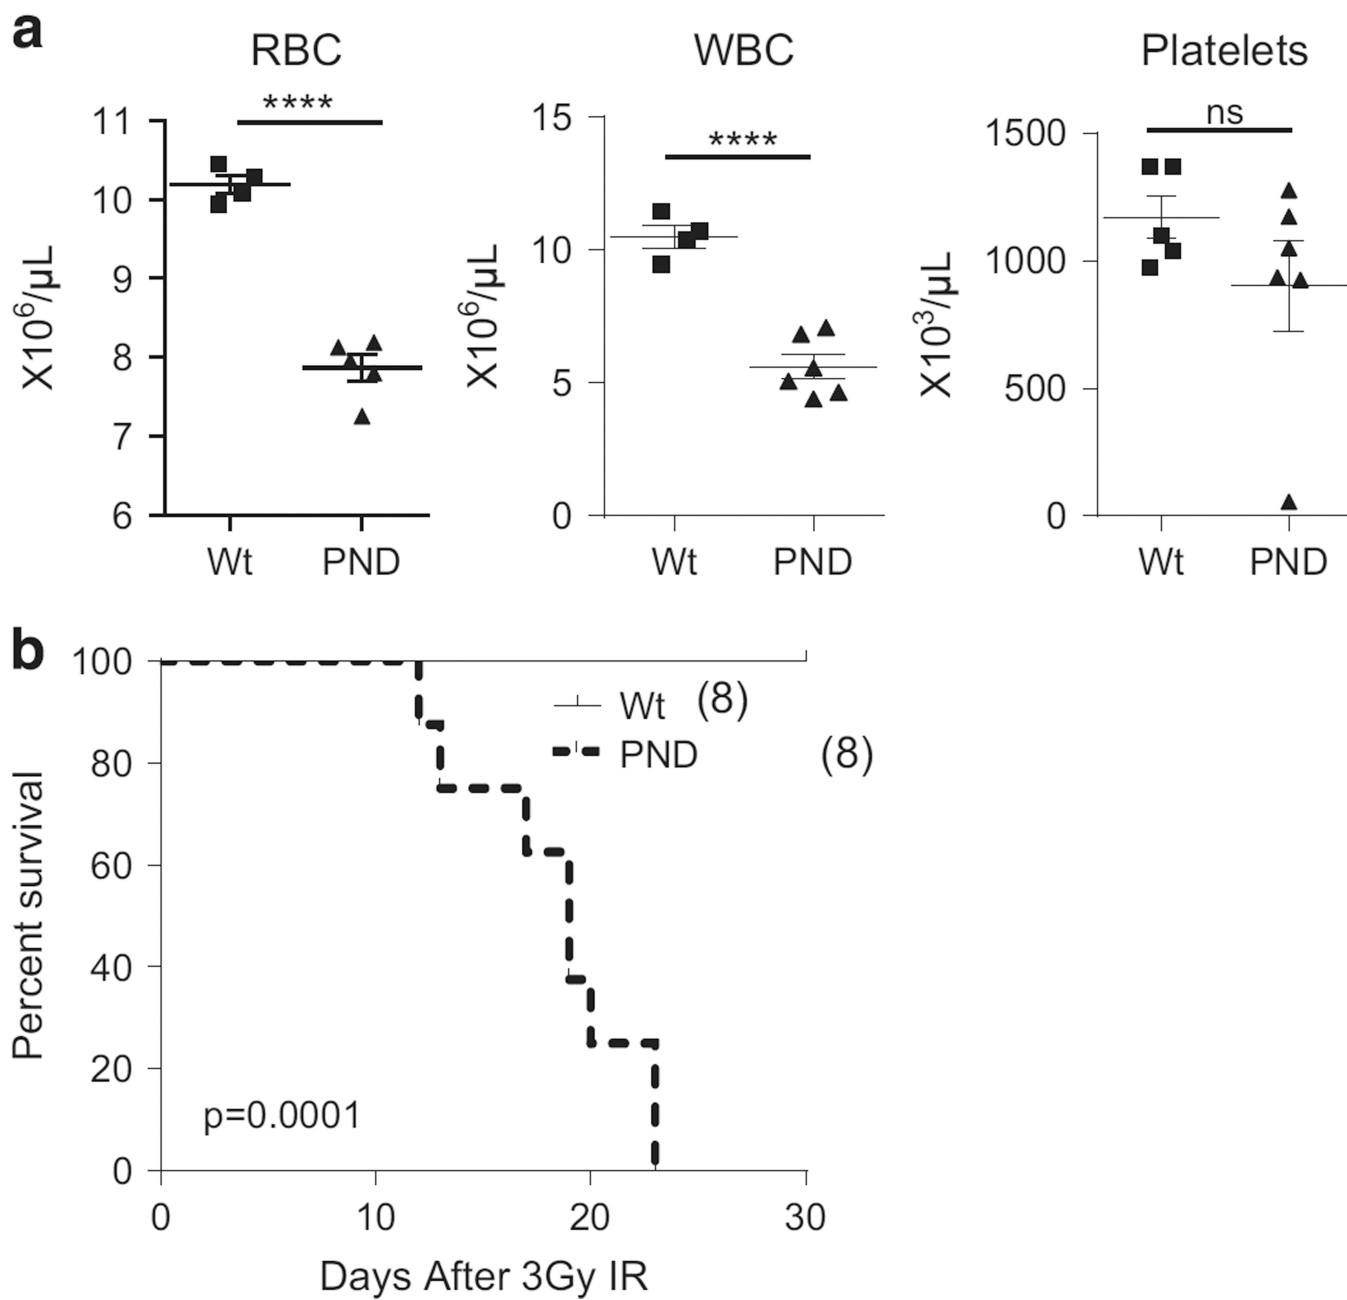 a
RBC
****
11
10
9
8
7
6
X10⁶/µL
Wt PND
WBC
****
15
10
5
0
X10⁶/µL
Wt PND
Platelets
ns
1500
1000
500
0
X10³/µL
Wt PND
b
100
80
60
40
20
0
Percent survival
Wt (8)
PND (8)
p=0.0001
0 10 20 30
Days After 3Gy IR